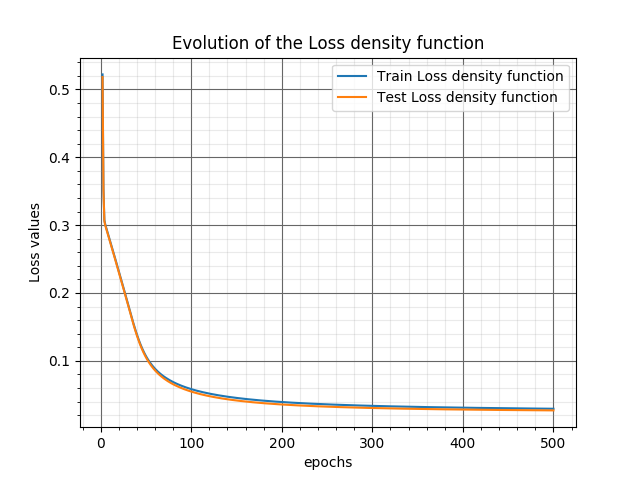 Evolution of the Loss density function
Train Loss density function
Test Loss density function
Loss values
0.5
0.4
0.3
0.2
0.1
0
100
200
300
400
500
epochs